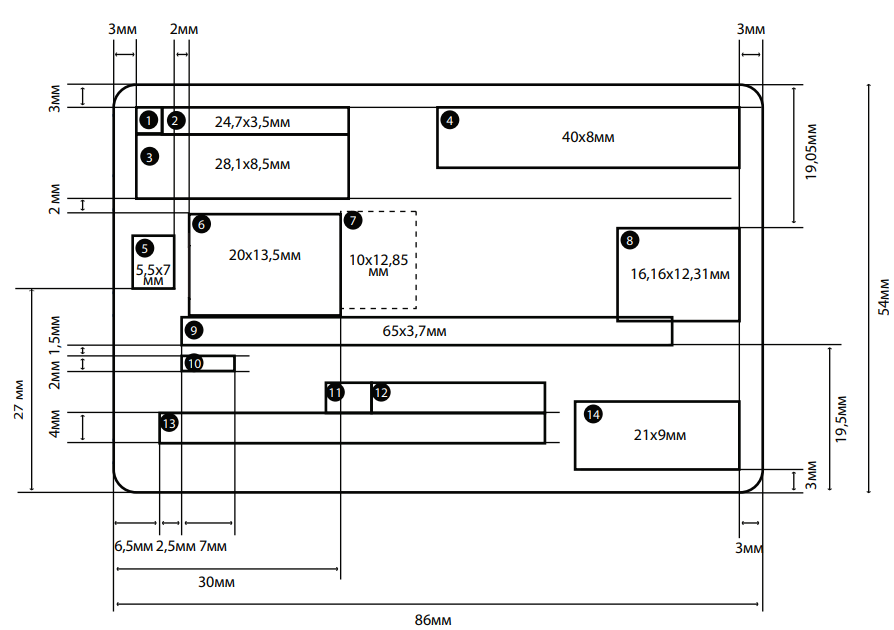 3мм 2мм 3мм
3мм
1 2 24,7х3,5мм 4
40х8мм
3 28,1х8,5мм
19,05мм
2 мм
6 7
5 20х13,5мм 8
5,5х7
мм
10х12,85
мм
16,16х12,31мм
54мм
9 65х3,7мм
1,5мм
10
2мм
27 мм
11 12
13 14
4мм
21х9мм
19,5мм
3мм
6,5мм 2,5мм 7мм 3мм
30мм
86мм